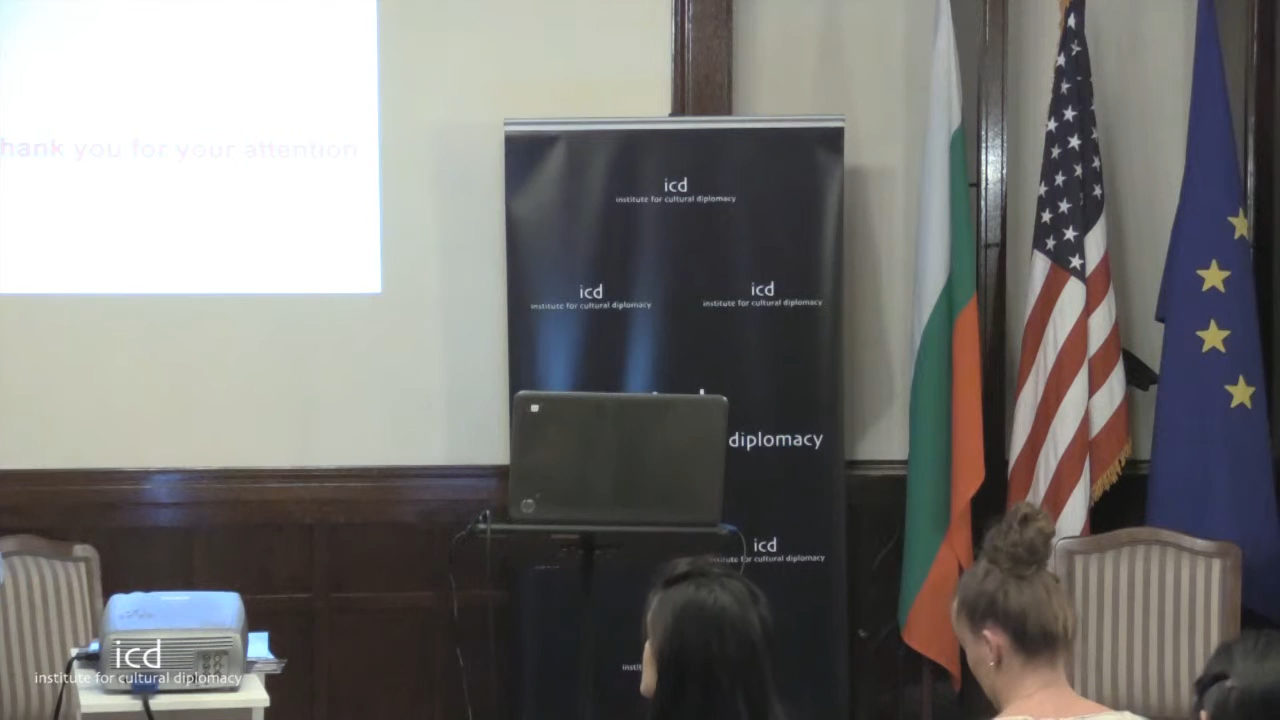 hank you for your attention
icd
institute for cultural diplomacy
icd
institute for cultural diplomacy
icd
institute for cultural diplomacy
diplomacy
icd
institute for cultural diplomacy
icd
institute for cultural diplomacy